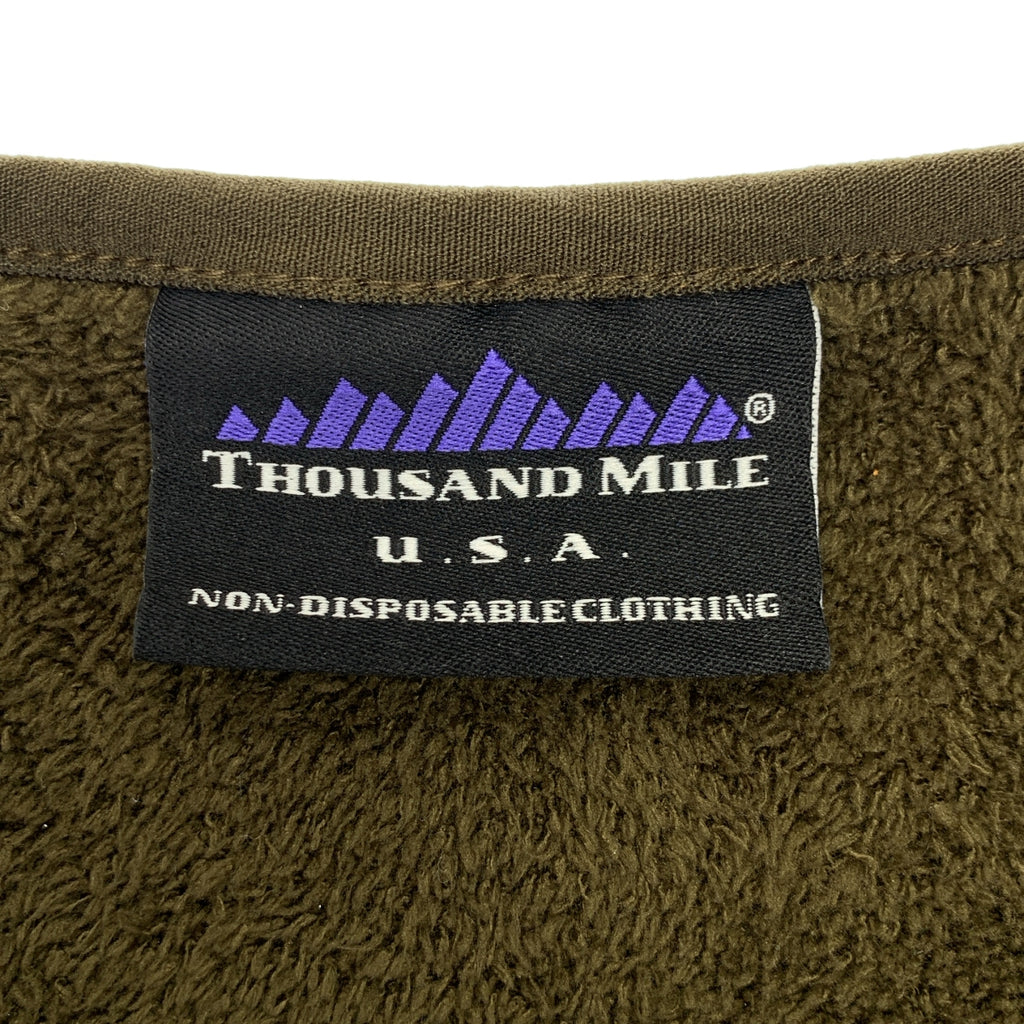 ®
THOUSAND MILE
U.S.A.
NON-DISPOSABLE CLOTHING